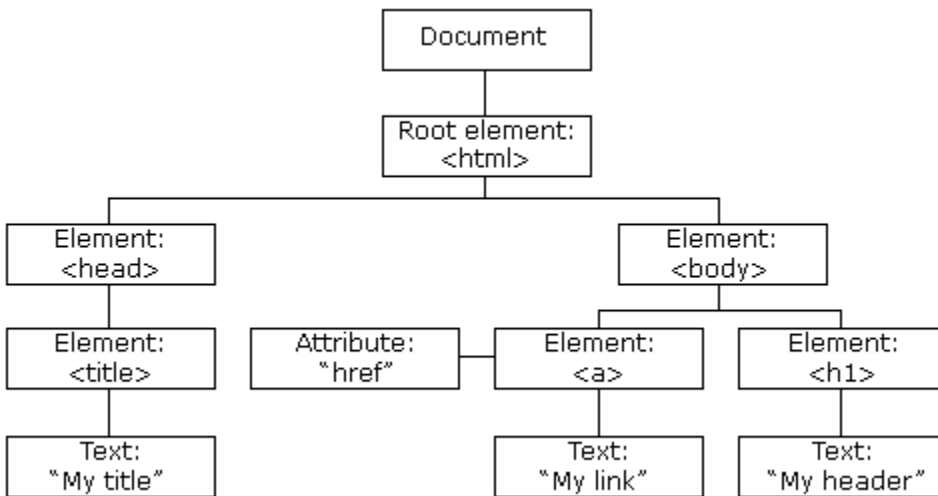 Document
Root element:
<html>
Element:
<head>
Element:
<body>
Element:
<title>
Attribute:
“href”
Element:
<a>
Element:
<h1>
Text:
“My title”
Text:
“My link”
Text:
“My header”